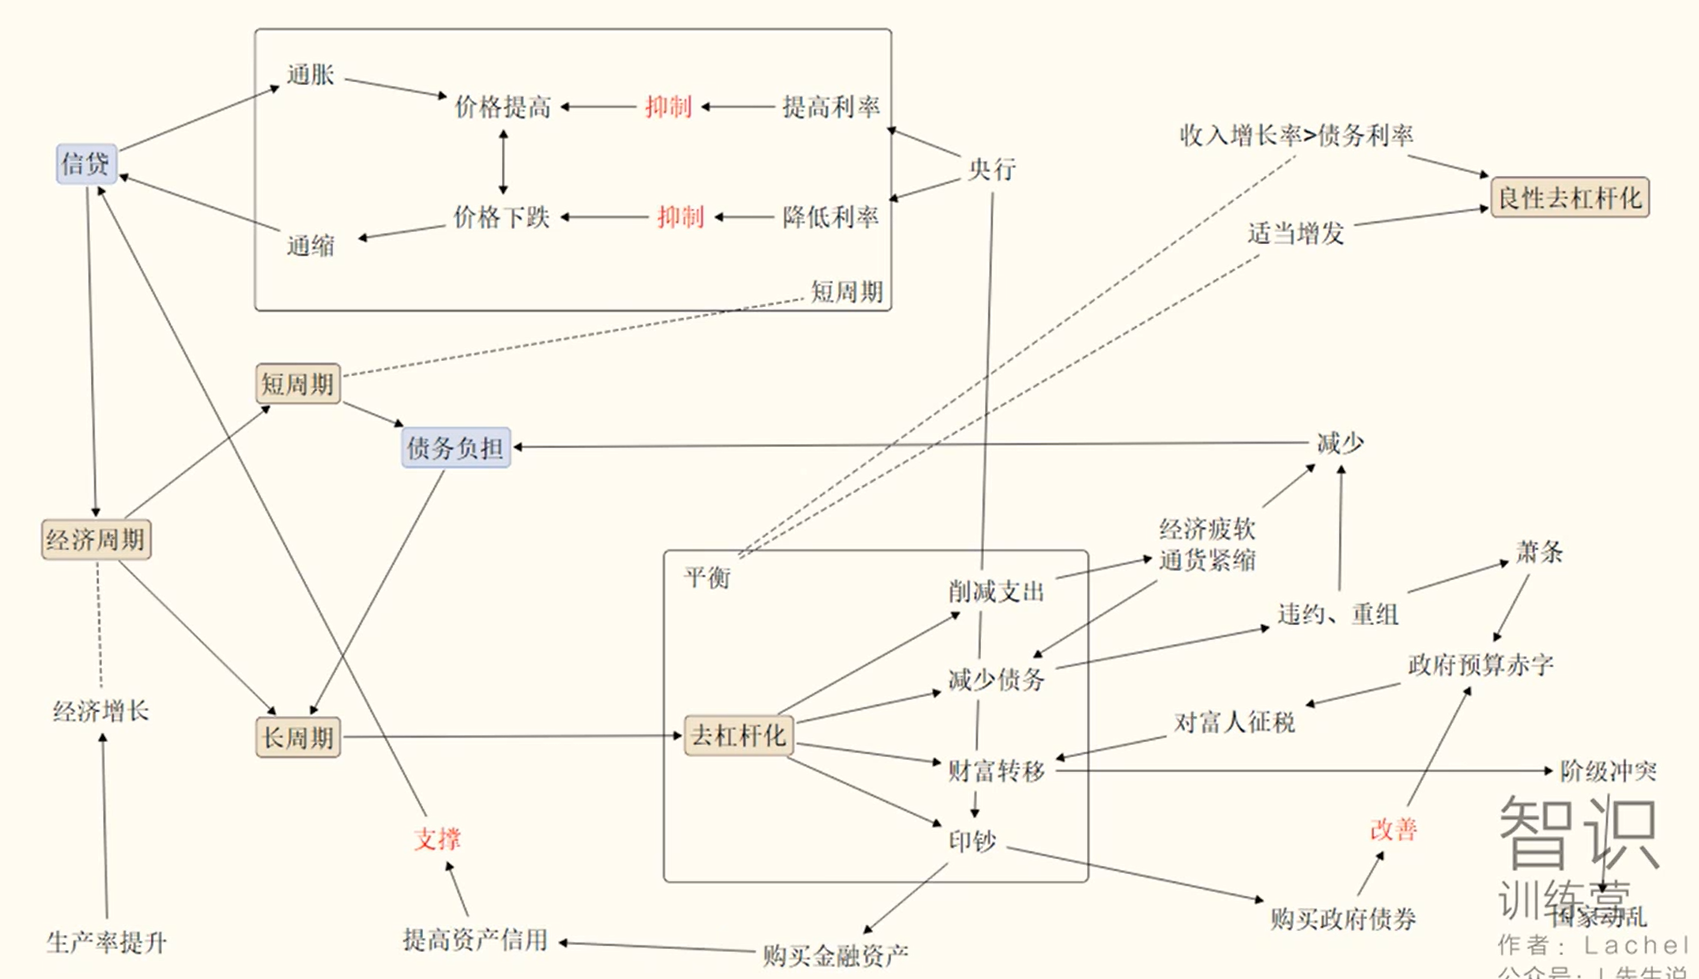 通胀
价格提高
抑制
提高利率
收入增长率>债务利率
信贷
央行
良性去杠杆化
价格下跌
抑制
降低利率
适当增发
通缩
短周期
短周期
债务负担
减少
经济周期
经济疲软
通货紧缩
萧条
平衡
削减支出
违约、重组
减少债务
政府预算赤字
经济增长
对富人征税
长周期
去杠杆化
财富转移
阶级冲突
支撑
印钞
改善
智识
训练营
购买政府债券
国家动乱
生产率提升
提高资产信用
购买金融资产
作者：Lachel
公众号：L先生说